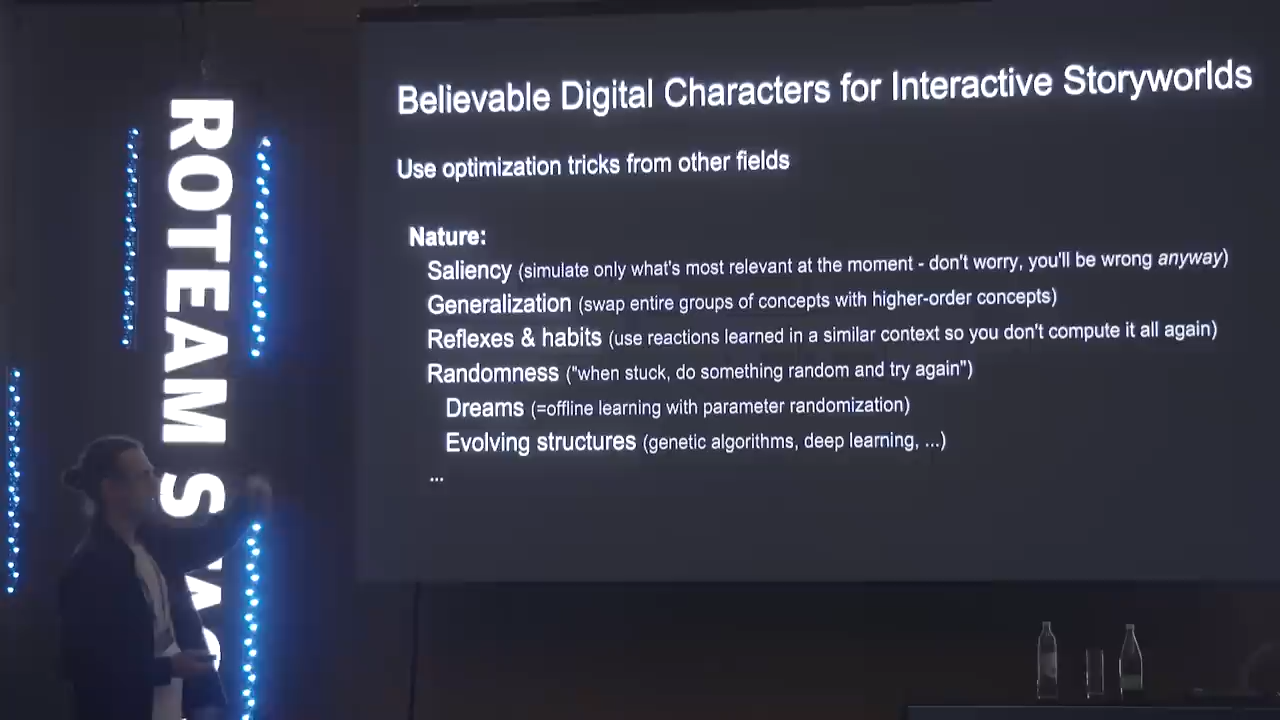 Believable Digital Characters for Interactive Storyworlds
Use optimization tricks from other fields
Nature:
Saliency (simulate only what's most relevant at the moment - don't worry, you'll be wrong anyway)
Generalization (swap entire groups of concepts with higher-order concepts)
Reflexes & habits (use reactions learned in a similar context so you don't compute it all again)
Randomness ("when stuck, do something random and try again")
Dreams (=offline learning with parameter randomization)
Evolving structures (genetic algorithms, deep learning, ...)
...
ROTEAM